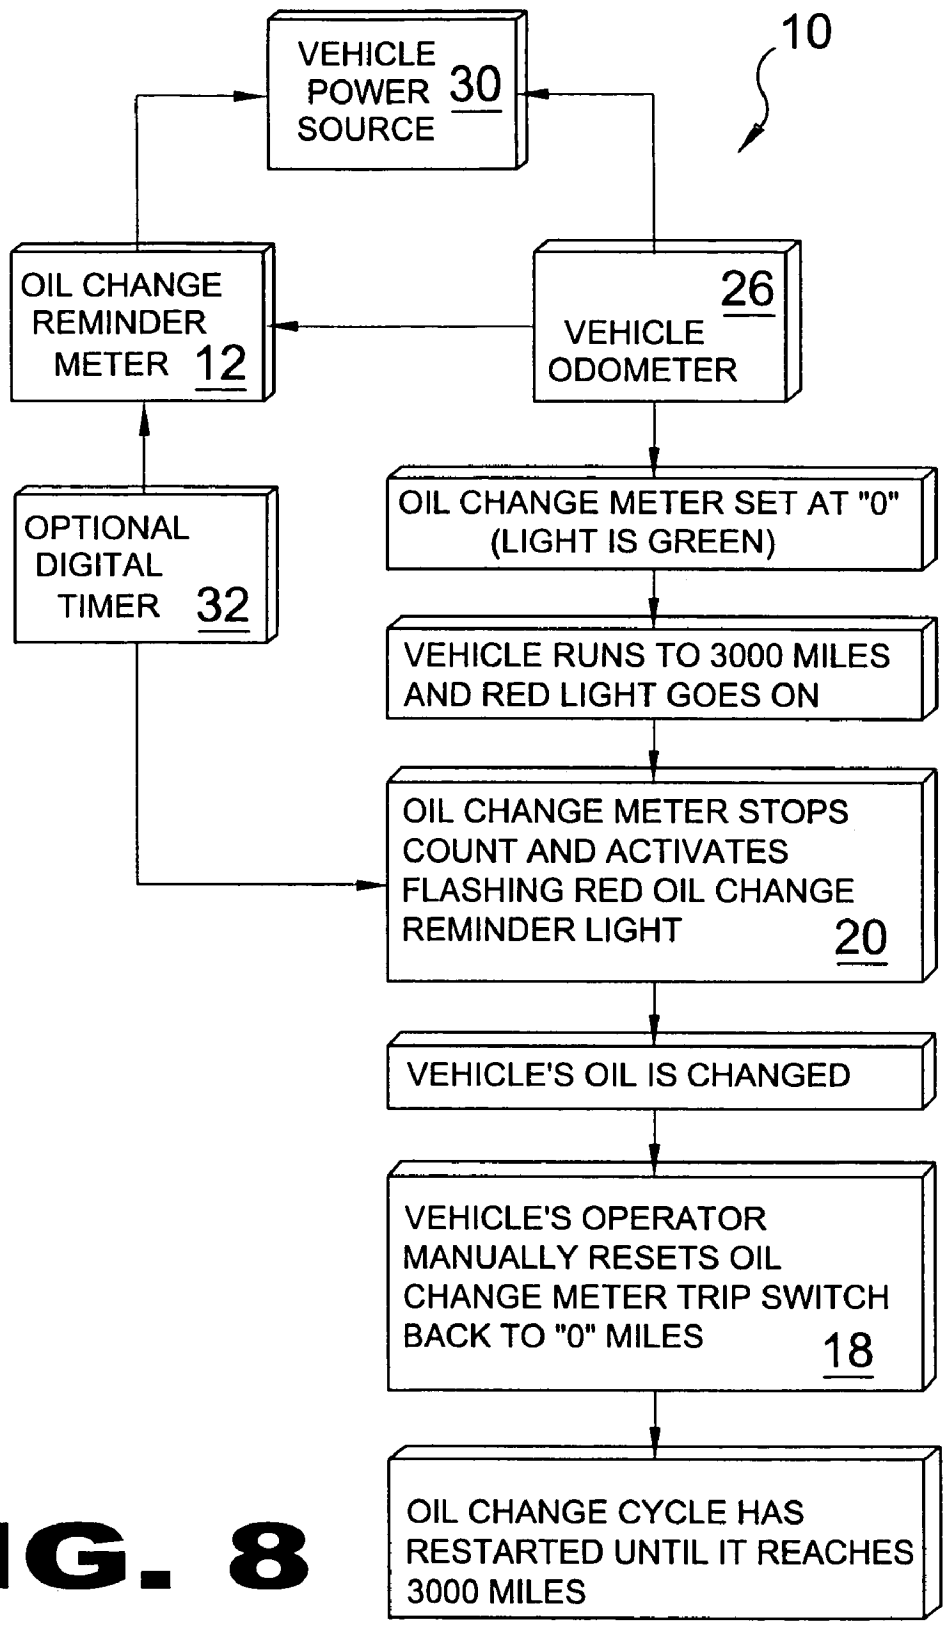 10
VEHICLE
POWER
SOURCE
30
OIL CHANGE
REMINDER
METER
12
26
VEHICLE
ODOMETER
OPTIONAL
DIGITAL
TIMER
32
OIL CHANGE METER SET AT "0"
(LIGHT IS GREEN)
VEHICLE RUNS TO 3000 MILES
AND RED LIGHT GOES ON
OIL CHANGE METER STOPS
COUNT AND ACTIVATES
FLASHING RED OIL CHANGE
REMINDER LIGHT
20
VEHICLE'S OIL IS CHANGED
VEHICLE'S OPERATOR
MANUALLY RESETS OIL
CHANGE METER TRIP SWITCH
BACK TO "0" MILES
18
OIL CHANGE CYCLE HAS
RESTARTED UNTIL IT REACHES
3000 MILES
IG. 8